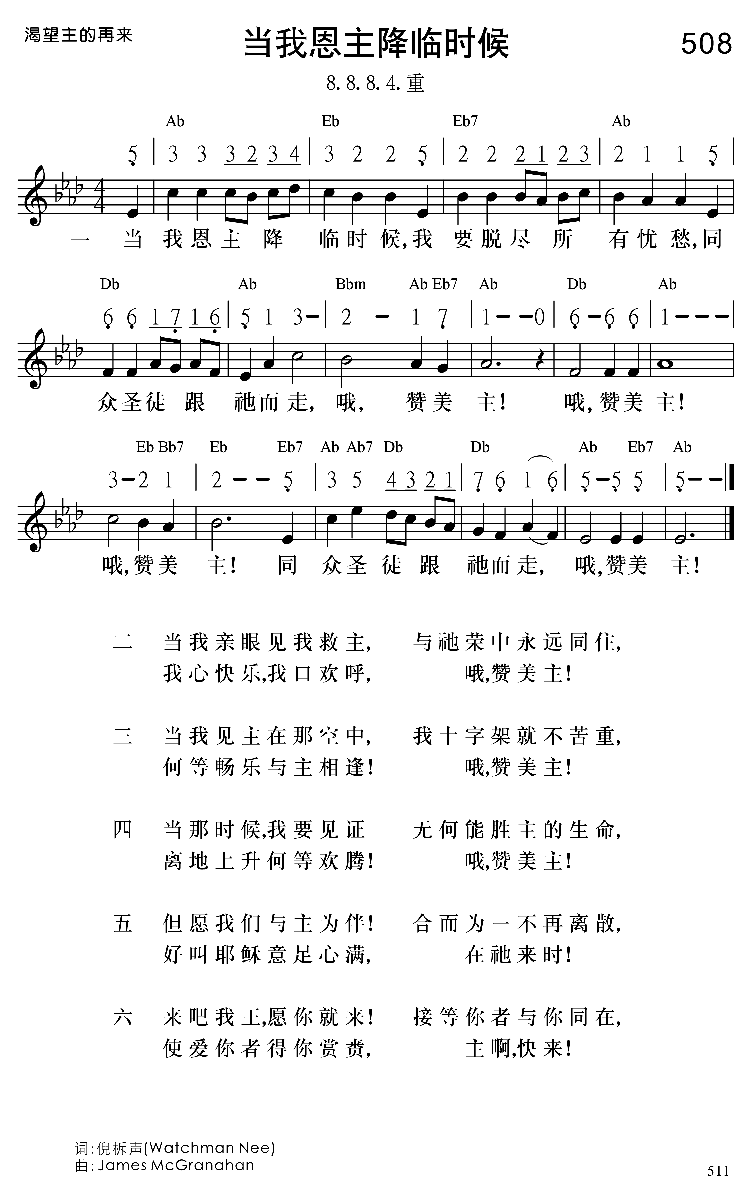 渴望主的再来
当我恩主降临时候
508
8.8.8.4.重
Ab Eb Eb7 Ab
5 | 3 3 3 2 3 4 | 3 2 2 5 | 2 2 2 1 2 3 | 2 1 1 5 |
一 当我恩主降 临时候,我要脱尽所 有忧愁,同
Db Ab Bbm Ab Eb7 Ab Db Ab
6 6 1 7 1 6 | 5 1 3– | 2 – 1 7 | 1––0 | 6–6 6 | 1––– |
众圣徒跟 祂而走,哦, 赞美主! 哦,赞美主!
Eb Bb7 Eb Eb7 Ab Ab7 Db Db Ab Eb7 Ab
3–2 1 | 2––5 | 3 5 4 3 2 1 | 7 6 1 6 | 5–5 5 | 5––
哦,赞美主! 同众圣徒跟 祂而走, 哦,赞美主!
二 当我亲眼见我救主, 与祂荣中永远同住,
我心快乐,我口欢呼, 哦,赞美主!
三 当我见主在那空中, 我十字架就不苦重,
何等畅乐与主相逢! 哦,赞美主!
四 当那时候,我要见证 无何能胜主的生命,
离地上升何等欢腾! 哦,赞美主!
五 但愿我们与主为伴! 合而为一不再离散,
好叫耶稣意足心满, 在祂来时!
六 来吧我王,愿你就来! 接等你者与你同在,
使爱你者得你赏赉, 主啊,快来!
词:倪柝声(Watchman Nee)
曲: James McGranahan
511